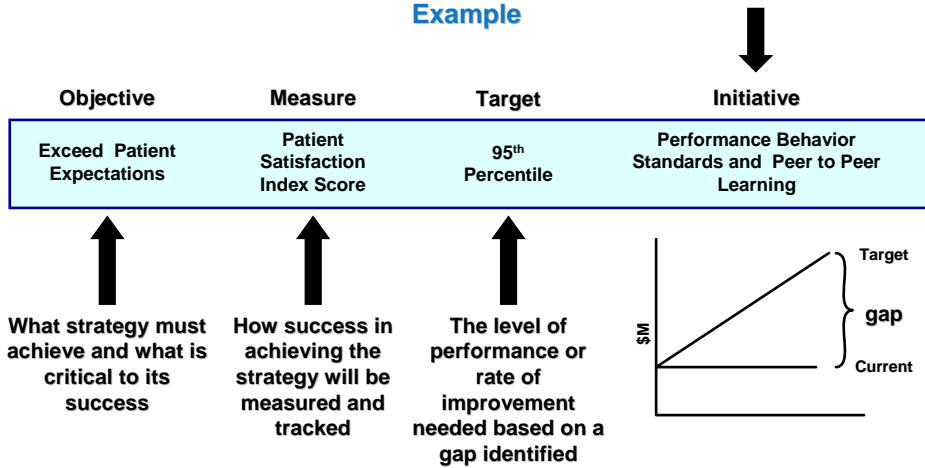 Example
Objective
Measure
Target
Initiative
Exceed Patient
Expectations
Patient
Satisfaction
Index Score
95th
Percentile
Performance Behavior
Standards and Peer to Peer
Learning
What strategy must
achieve and what is
critical to its
success
How success in
achieving the
strategy will be
measured and
tracked
The level of
performance or
rate of
improvement
needed based on a
gap identified
$M
Target
gap
Current